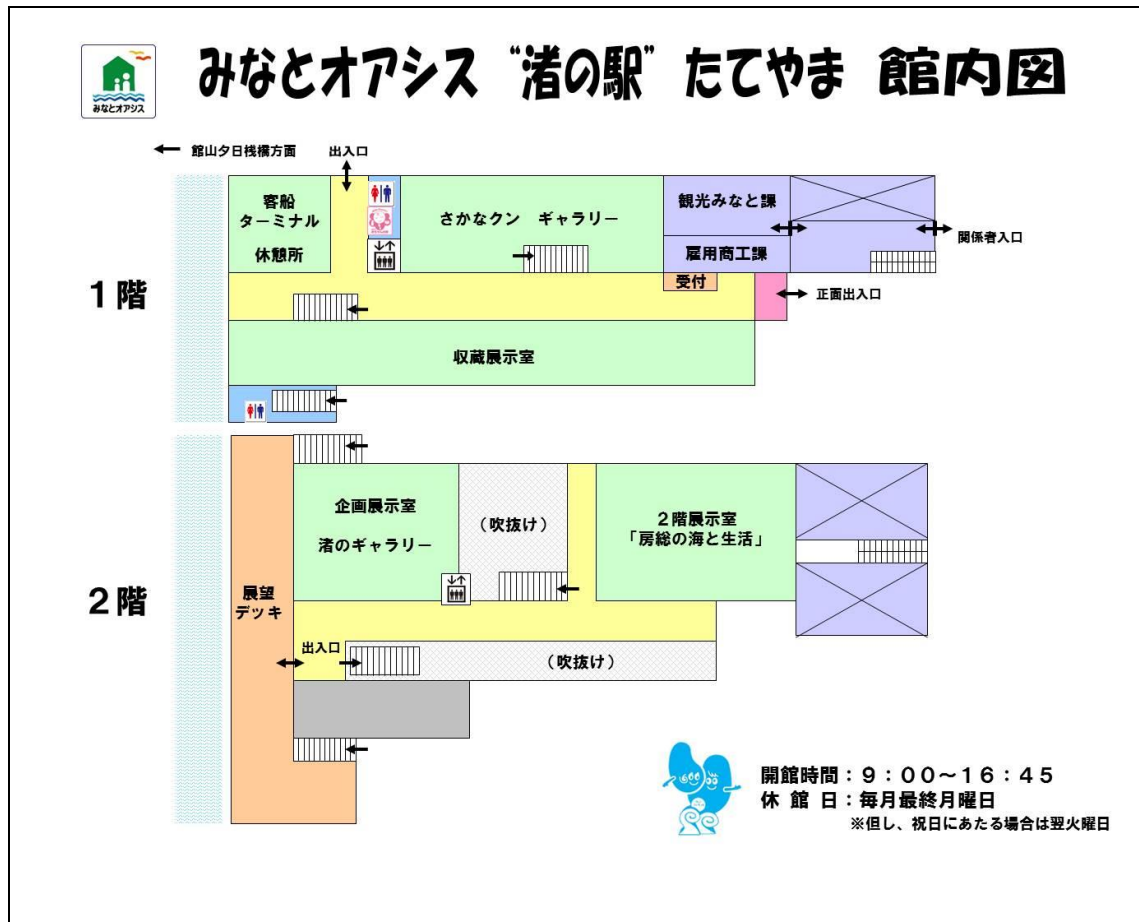 みなとオアシス “渚の駅” たてやま 館内図
みなとオアシス
館山夕日桟橋方面
出入口
客船
ターミナル
休憩所
さかなクン ギャラリー
観光みなと課
雇用商工課
関係者入口
受付
正面出入口
1階
収蔵展示室
企画展示室
渚のギャラリー
(吹抜け)
2階展示室
「房総の海と生活」
2階
展望
デッキ
出入口
(吹抜け)
開館時間:9:00~16:45
休 館 日:毎月最終月曜日
※但し、祝日にあたる場合は翌火曜日